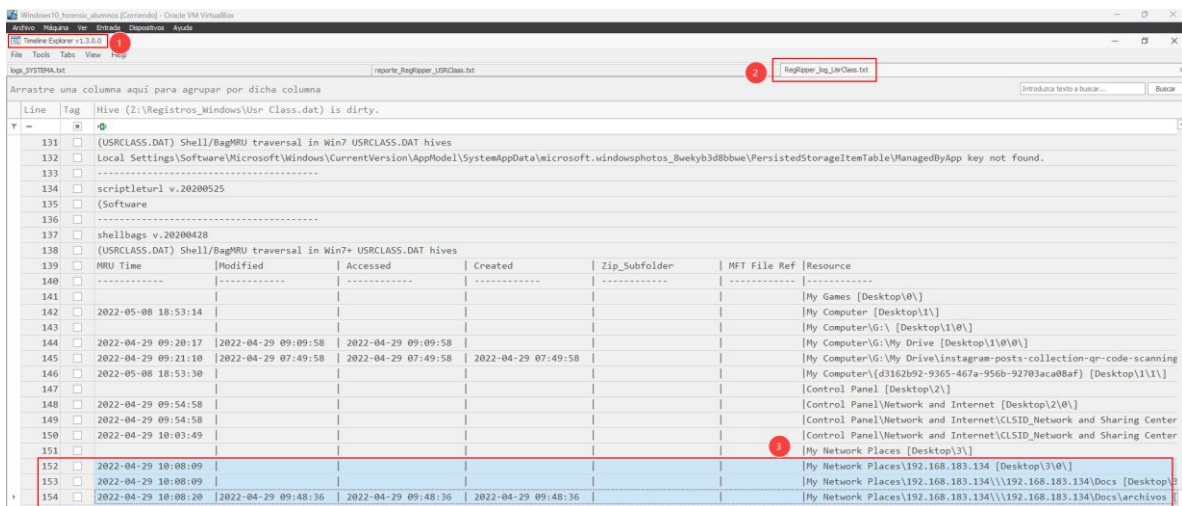 Windows10_forensic_alumnos [Corriendo] - Oracle VM VirtualBox
Archivo Máquina Ver Entrada Dispositivos Ayuda
Timeline Explorer v1.3.0.0
1
File Tools Tabs View Help
logs_SYSTEMA.txt reporte_RegRipper_USRClass.txt 2 RegRipper_log_UsrClass.txt
Arrastre una columna aquí para agrupar por dicha columna Introduzca texto a buscar... Buscar
Line Tag Hive (Z:\Registros_Windows\Usr Class.dat) is dirty.
131 (USRCLASS.DAT) Shell/BagMRU traversal in Win7 USRCLASS.DAT hives
132 Local Settings\Software\Microsoft\Windows\CurrentVersion\AppModel\SystemAppData\microsoft.windowsphotos_8wekyb3d8bbwe\PersistedStorageItemTable\ManagedByApp key not found.
133 ----------------------------------------
134 scriptleturl v.20200525
135 (Software
136 ----------------------------------------
137 shellbags v.20200428
138 (USRCLASS.DAT) Shell/BagMRU traversal in Win7+ USRCLASS.DAT hives
139 MRU Time |Modified | Accessed | Created | Zip_Subfolder | MFT File Ref |Resource
140 ------------ |------------ | ------------ | ------------ | ------------ | ------------ |------------
141 | | | | | |My Games [Desktop\0\]
142 2022-05-08 18:53:14 | | | | | |My Computer [Desktop\1\]
143 | | | | | |My Computer\G:\ [Desktop\1\0\]
144 2022-04-29 09:20:17 |2022-04-29 09:09:58 | 2022-04-29 09:09:58 | | | |My Computer\G:\My Drive [Desktop\1\0\0\]
145 2022-04-29 09:21:10 |2022-04-29 07:49:58 | 2022-04-29 07:49:58 | 2022-04-29 07:49:58 | | |My Computer\G:\My Drive\instagram-posts-collection-qr-code-scanning
146 2022-05-08 18:53:30 | | | | | |My Computer\{d3162b92-9365-467a-956b-92703aca08af} [Desktop\1\1\]
147 | | | | | |Control Panel [Desktop\2\]
148 2022-04-29 09:54:58 | | | | | |Control Panel\Network and Internet [Desktop\2\0\]
149 2022-04-29 09:54:58 | | | | | |Control Panel\Network and Internet\CLSID_Network and Sharing Center
150 2022-04-29 10:03:49 | | | | | |Control Panel\Network and Internet\CLSID_Network and Sharing Center
151 | | | | | 3 |My Network Places [Desktop\3\]
152 2022-04-29 10:08:09 | | | | | |My Network Places\192.168.183.134 [Desktop\3\0\]
153 2022-04-29 10:08:09 | | | | | |My Network Places\192.168.183.134\\\192.168.183.134\Docs [Desktop\3
154 2022-04-29 10:08:20 |2022-04-29 09:48:36 | 2022-04-29 09:48:36 | 2022-04-29 09:48:36 | | |My Network Places\192.168.183.134\\\192.168.183.134\Docs\archivos [